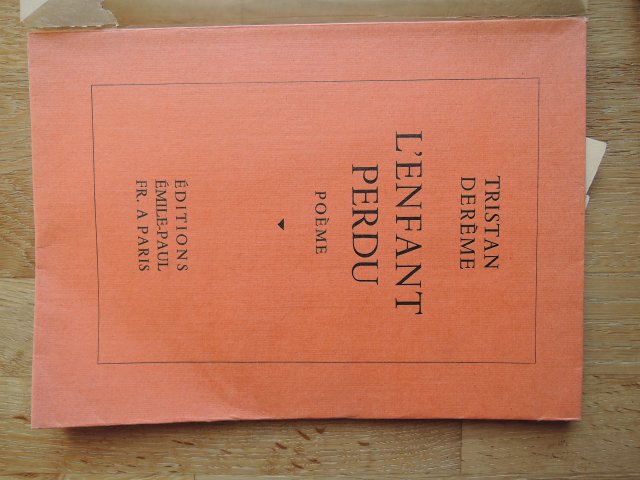 TRISTAN
DERÈME
L'ENFANT
PERDU
POÈME
ÉDITIONS
ÉMILE-PAUL
FR. A PARIS